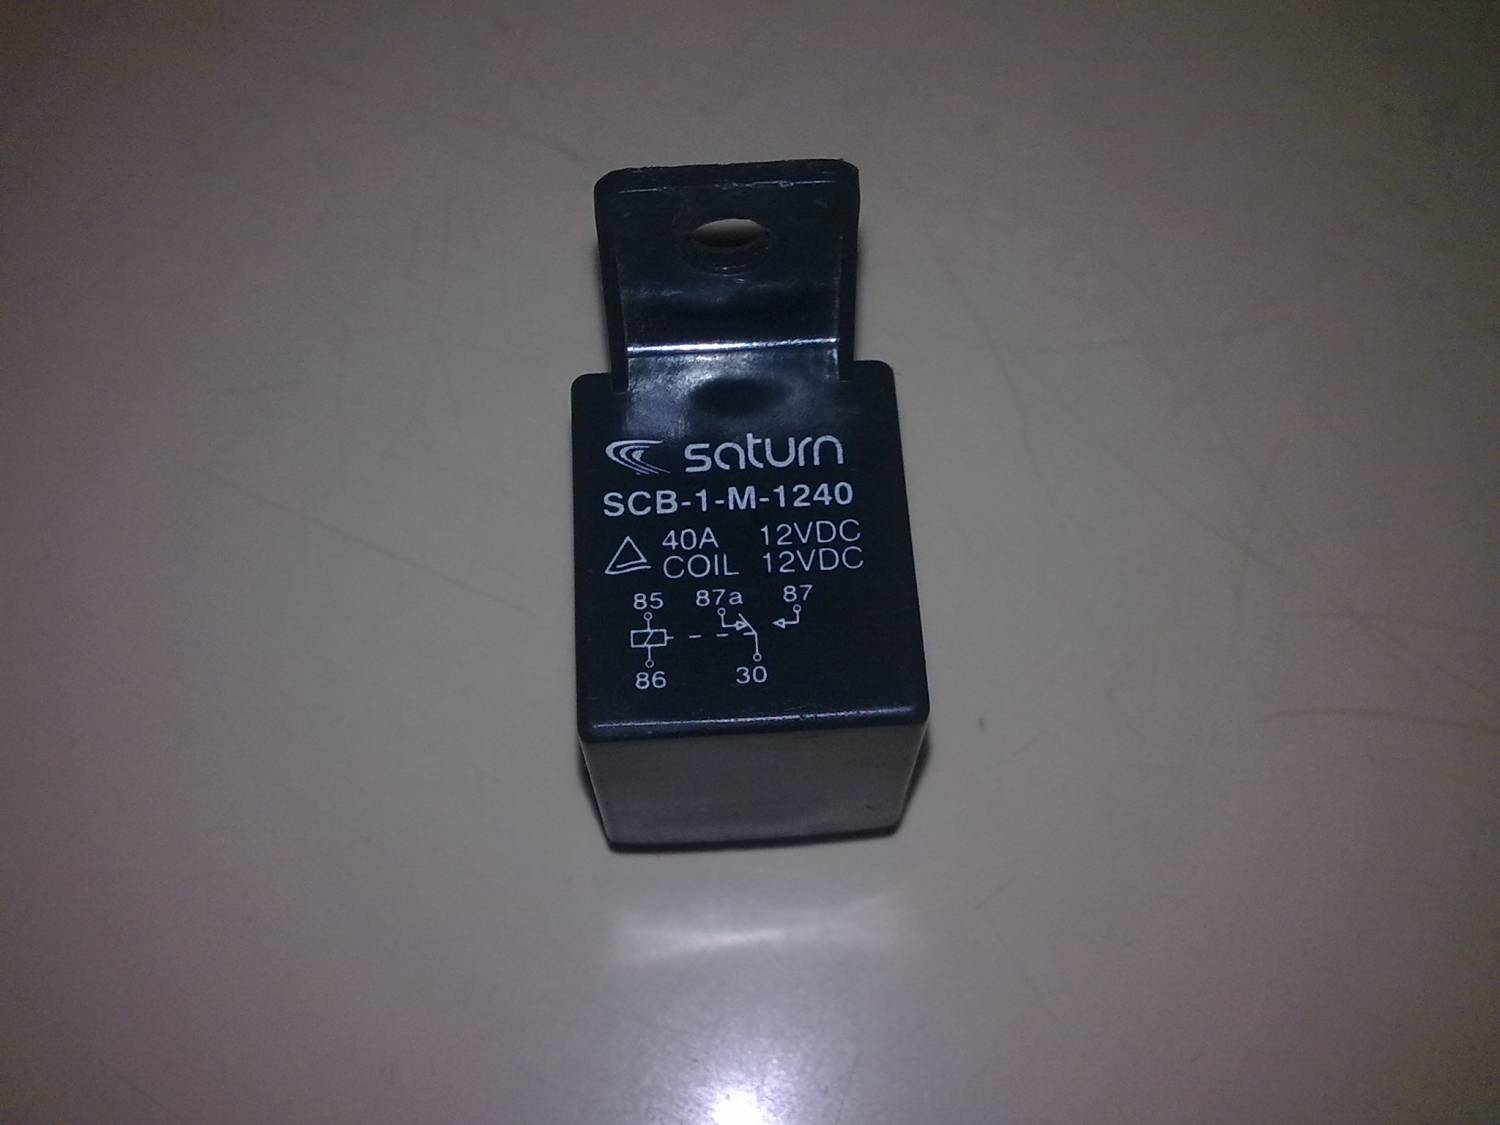 saturn
SCB-1-M-1240
40A 12VDC
COIL 12VDC
85 87a 87
86 30